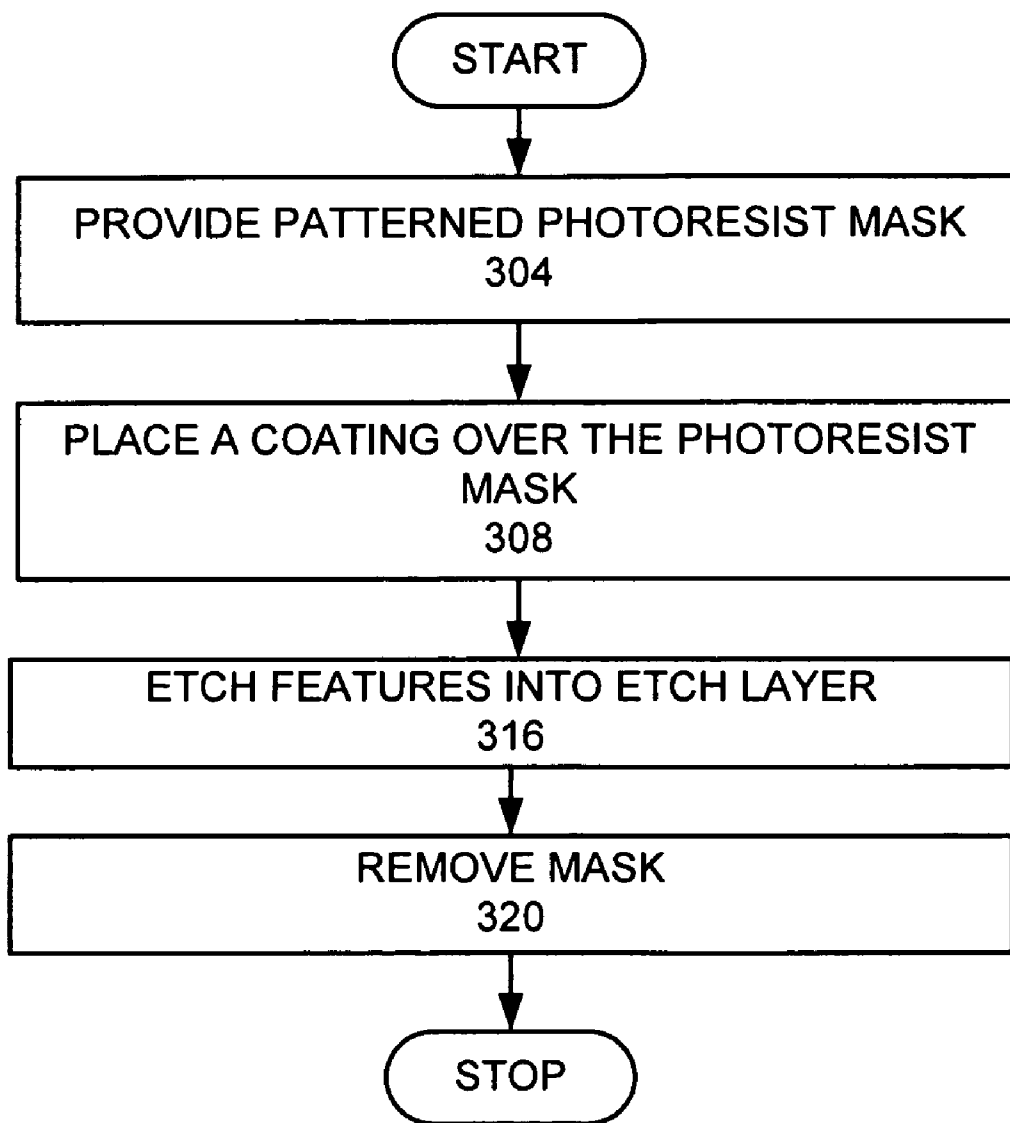 START
PROVIDE PATTERNED PHOTORESIST MASK
304
PLACE A COATING OVER THE PHOTORESIST
MASK
308
ETCH FEATURES INTO ETCH LAYER
316
REMOVE MASK
320
STOP